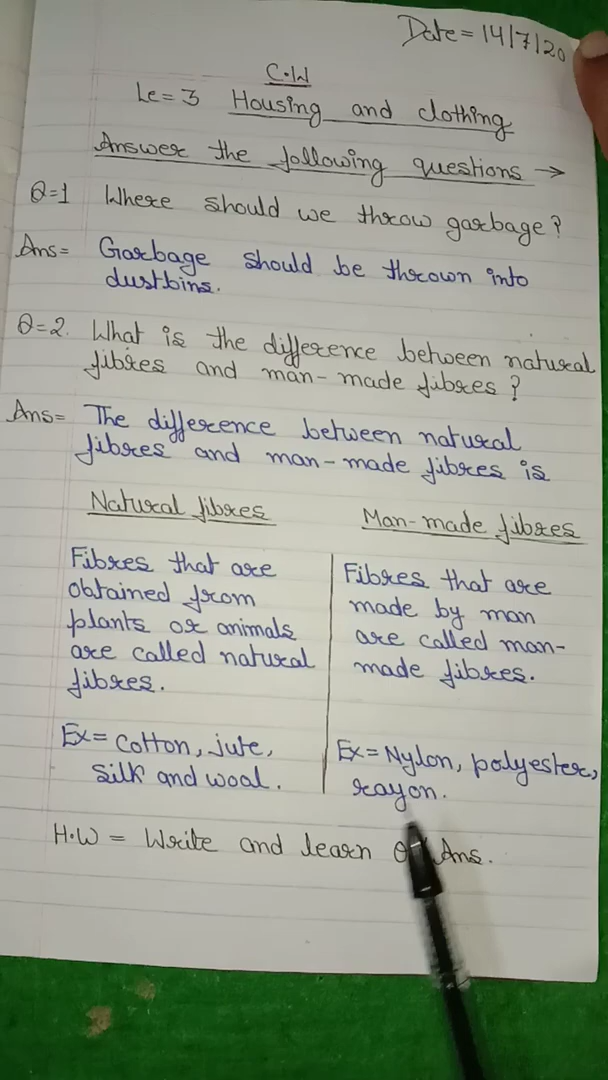 Date = 14/7/20
C.W
Le = 3 Housing and clothing
Answer the following questions →
Q=1 Where should we throw garbage?
Ans= Garbage should be thrown into
dustbins.
Q=2. What is the difference between natural
fibres and man-made fibres?
Ans= The difference between natural
fibres and man-made fibres is
Natural fibres
Fibres that are
obtained from
plants or animals
are called natural
fibres.
Ex= Cotton, jute,
silk and woal.
Man-made fibres
Fibres that are
made by man
are called man-
made fibres.
Ex= Nylon, polyester,
rayon.
H.W = Write and learn Ans.